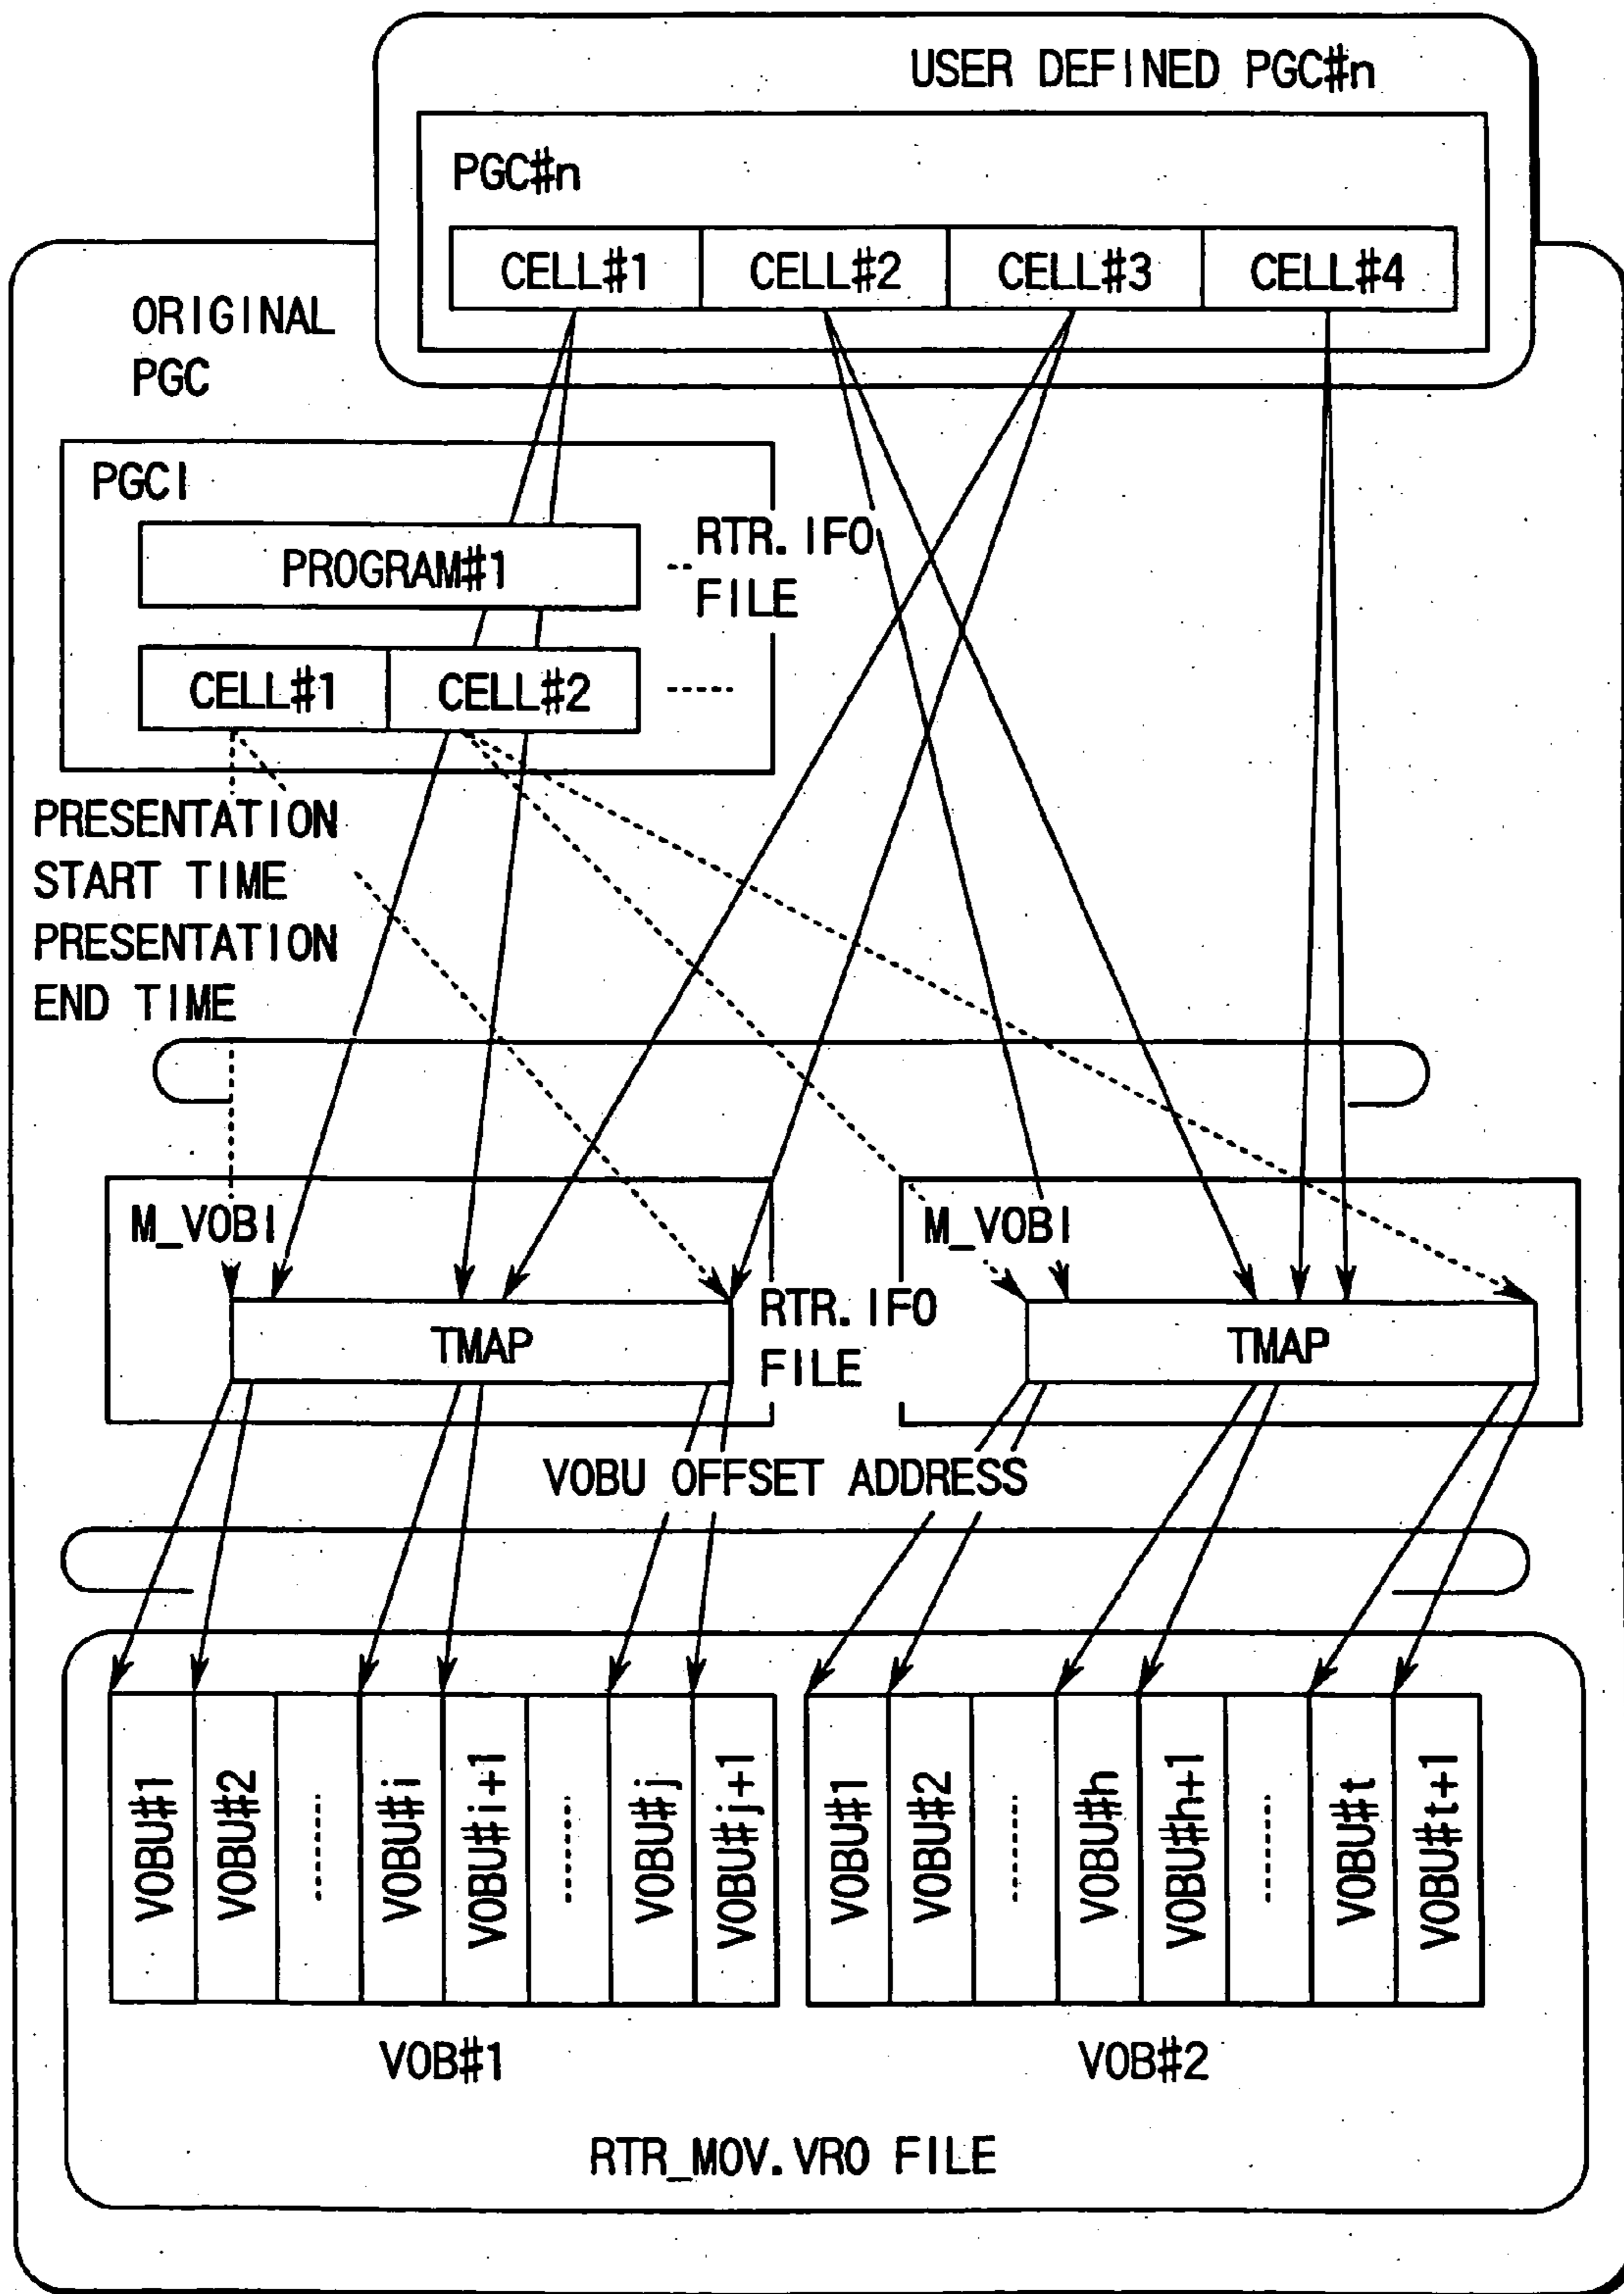 USER DEFINED PGC#n
PGC#n
CELL#1 CELL#2 CELL#3 CELL#4
ORIGINAL
PGC
PGCI
PROGRAM#1
RTR.IFO
FILE
CELL#1 CELL#2
PRESENTATION
START TIME
PRESENTATION
END TIME
M_VOBI
TMAP
RTR.IFO
FILE
M_VOBI
TMAP
VOBU OFFSET ADDRESS
VOBU#1
VOBU#2
VOBU#i
VOBU#i+1
VOBU#j
VOBU#j+1
VOBU#1
VOBU#2
VOBU#h
VOBU#h+1
VOBU#t
VOBU#t+1
VOB#1
VOB#2
RTR_MOV.VRO FILE